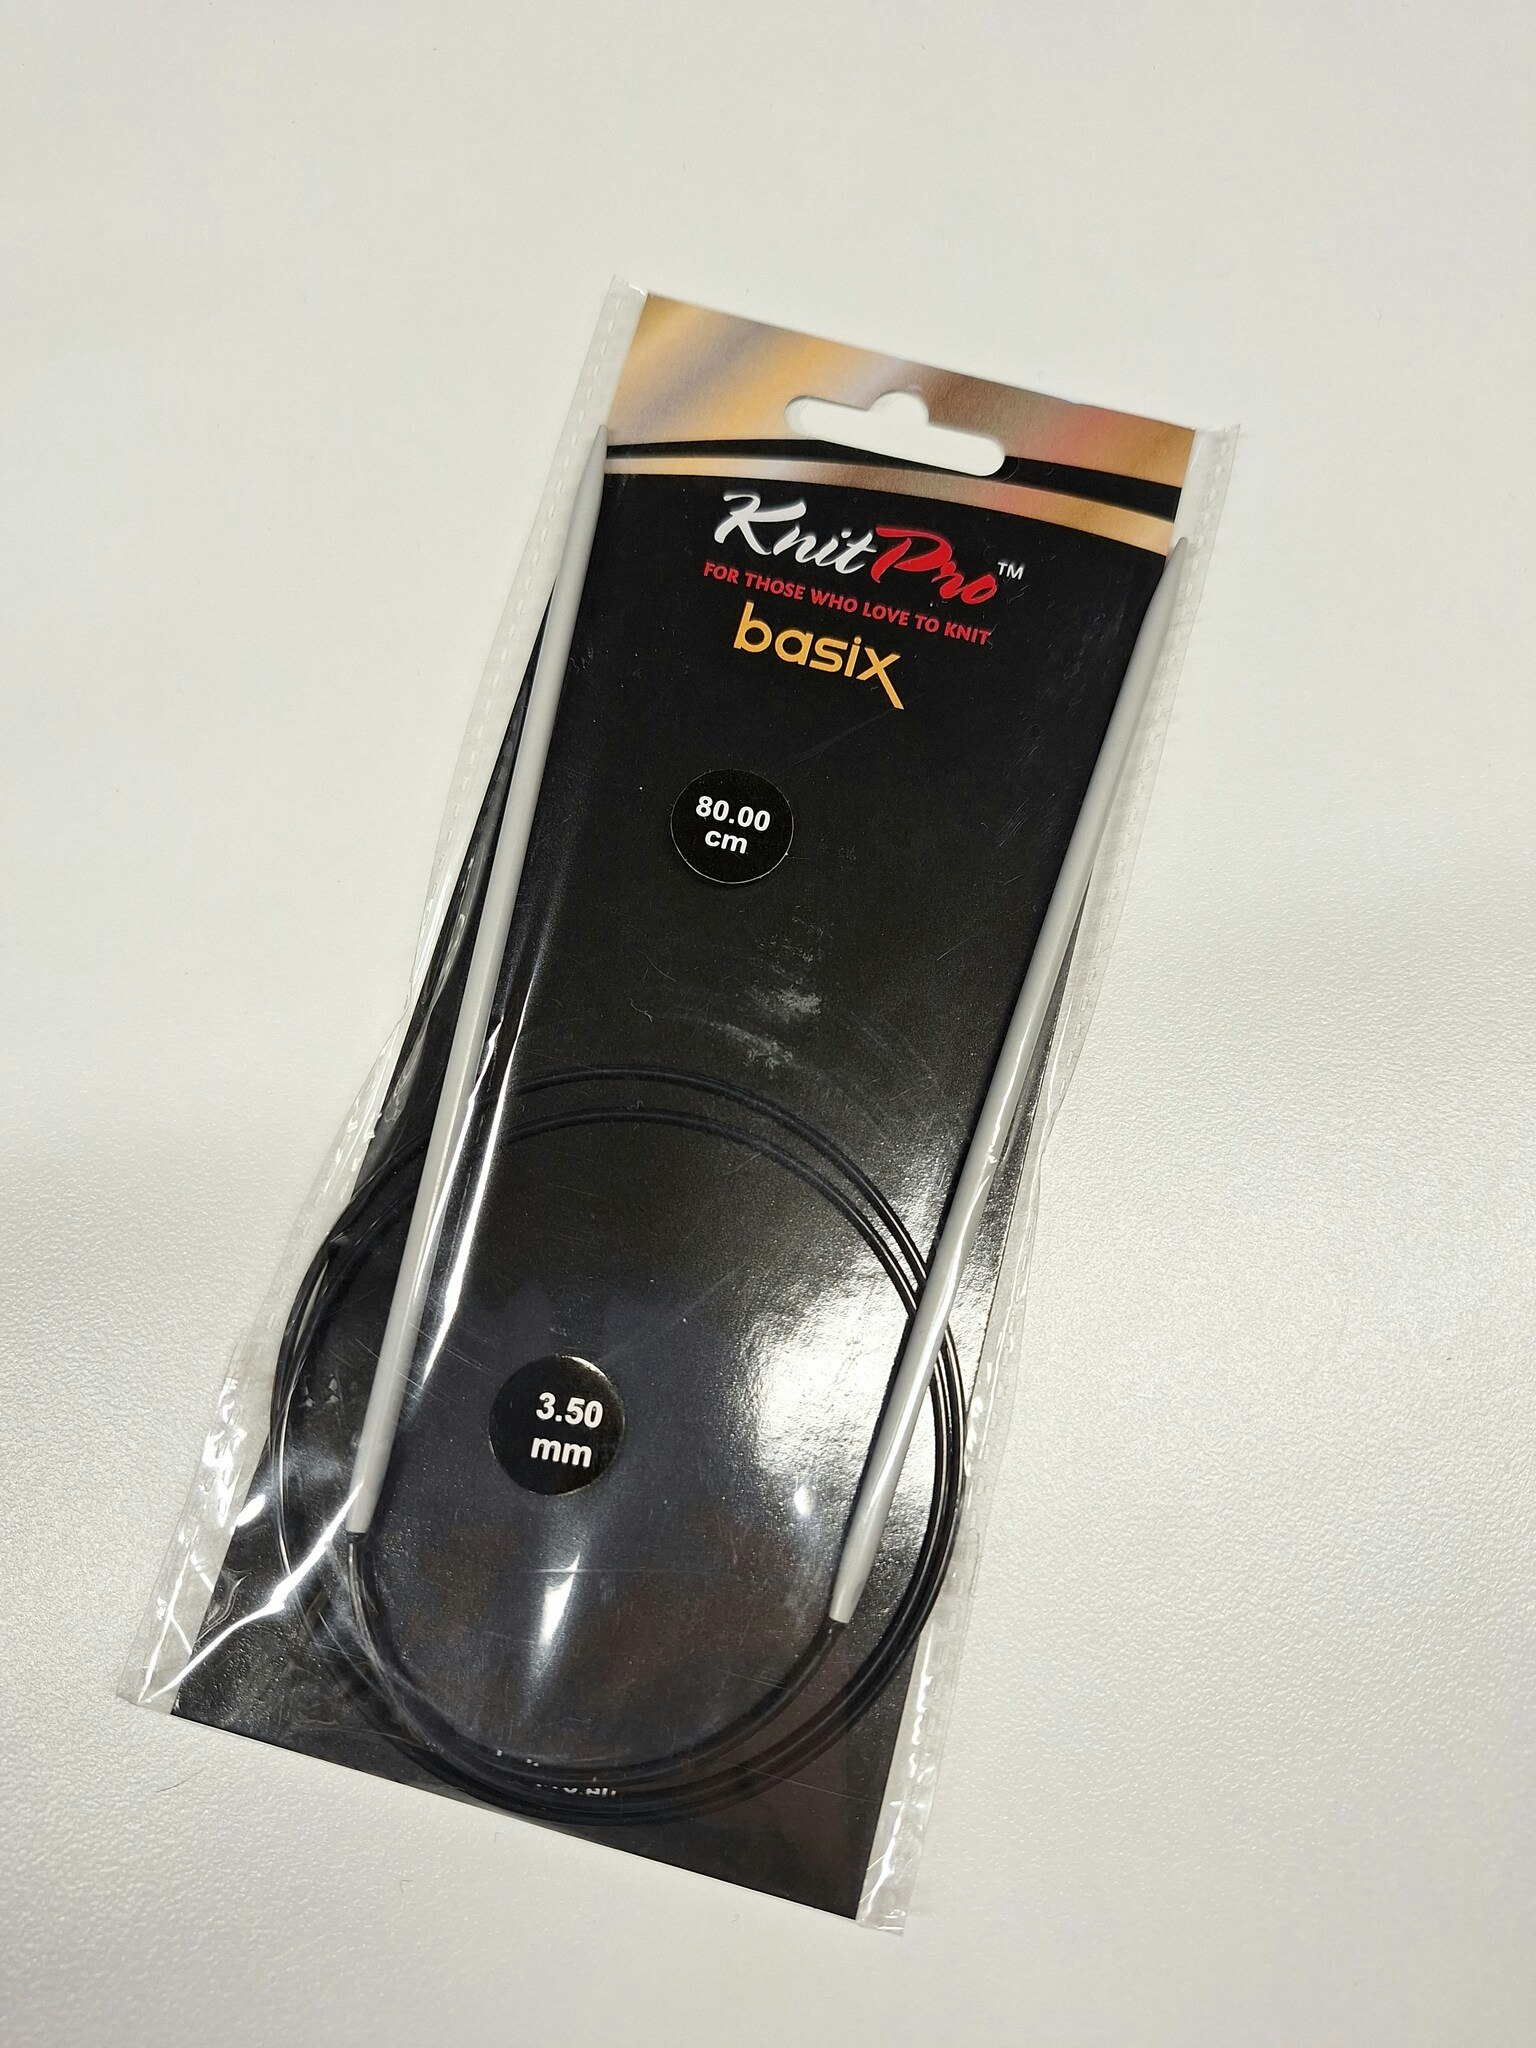 KnitPro™
FOR THOSE WHO LOVE TO KNIT
basix
80.00
cm
3.50
mm